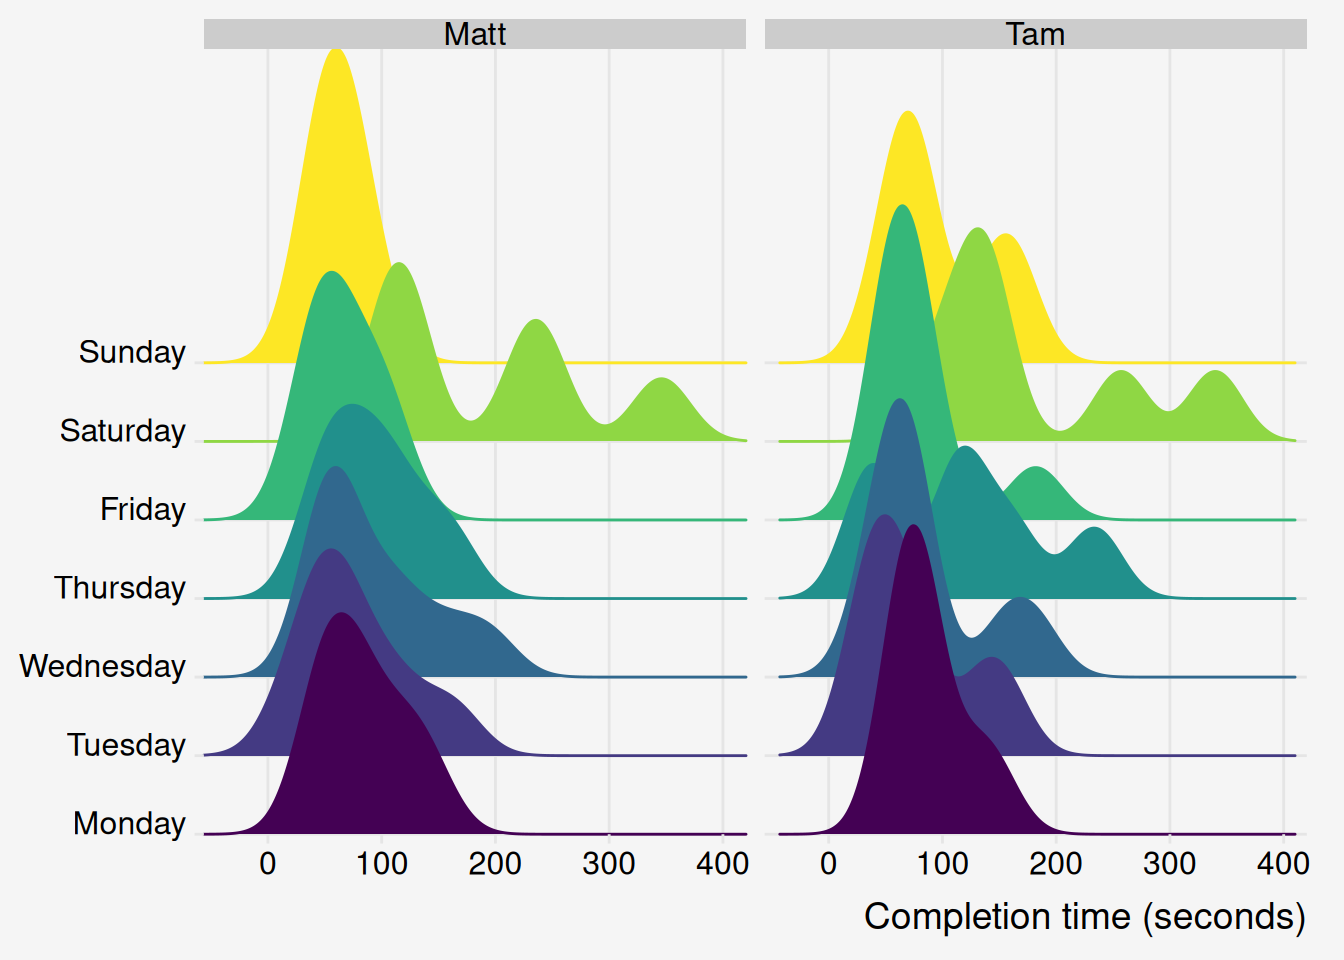 Matt Tam
Sunday
Saturday
Friday
Thursday
Wednesday
Tuesday
Monday
0 100 200 300 400 0 100 200 300 400
Completion time (seconds)